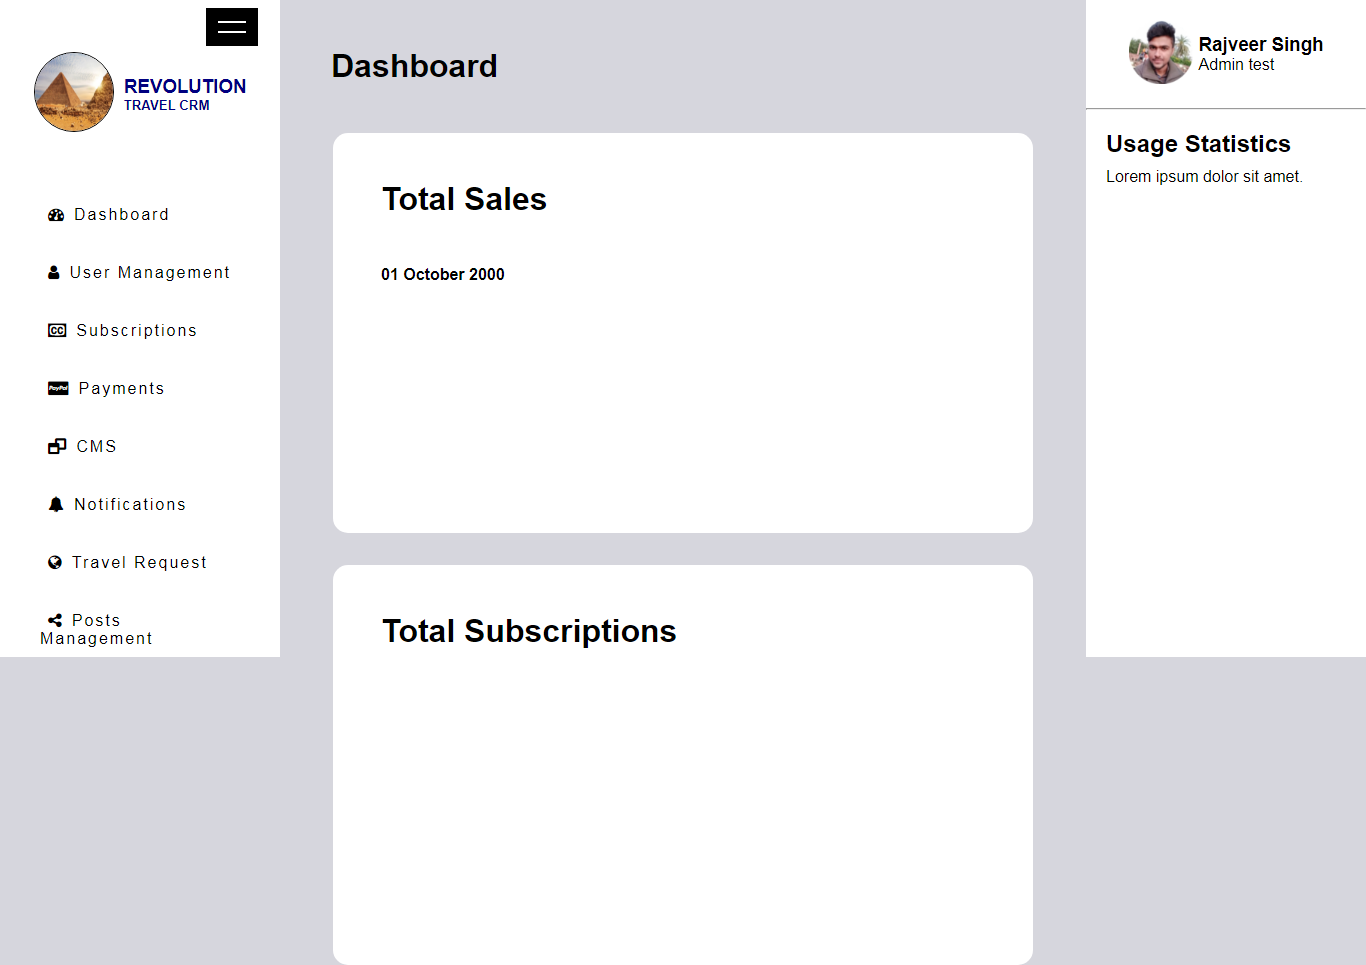 REVOLUTION
TRAVEL CRM
Dashboard
User Management
Subscriptions
PayPal Payments
CMS
Notifications
Travel Request
Posts
Management
Dashboard
Total Sales
01 October 2000
Total Subscriptions
Rajveer Singh
Admin test
Usage Statistics
Lorem ipsum dolor sit amet.